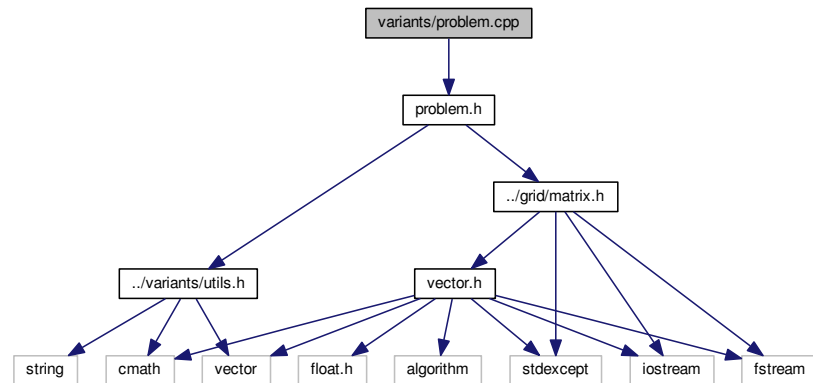 variants/problem.cpp
problem.h
../grid/matrix.h
../variants/utils.h
vector.h
string
cmath
vector
float.h
algorithm
stdexcept
iostream
fstream